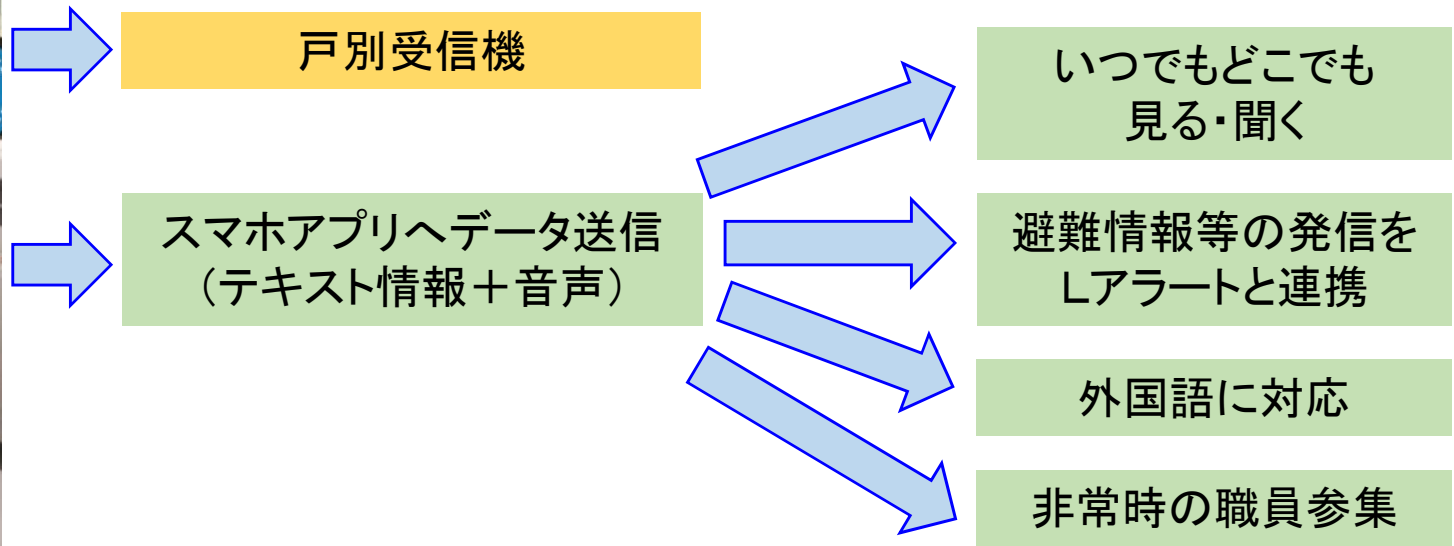 戸別受信機
スマホアプリへデータ送信
（テキスト情報＋音声）
いつでもどこでも
見る・聞く
避難情報等の発信を
Lアラートと連携
外国語に対応
非常時の職員参集